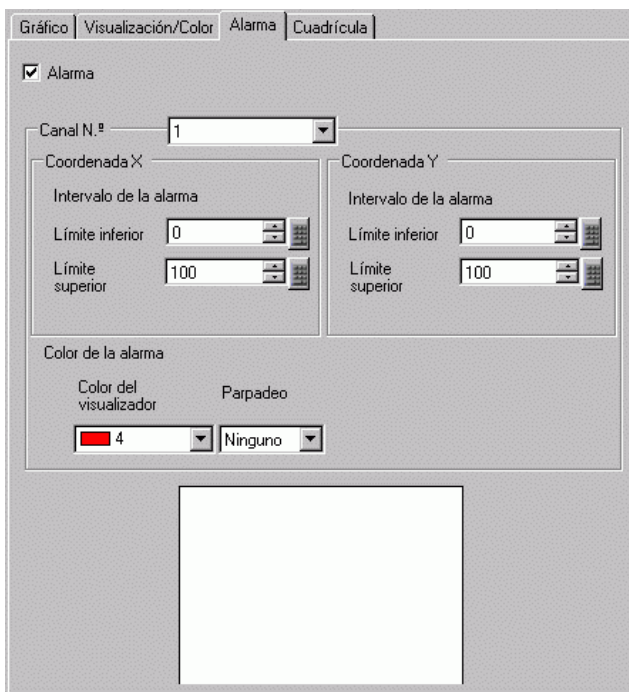 Gráfico Visualización/Color Alarma Cuadrícula
Alarma
Canal N.º 1
Coordenada X
Intervalo de la alarma
Límite inferior 0
Límite superior 100
Coordenada Y
Intervalo de la alarma
Límite inferior 0
Límite superior 100
Color de la alarma
Color del visualizador
Parpadeo
4
Ninguno